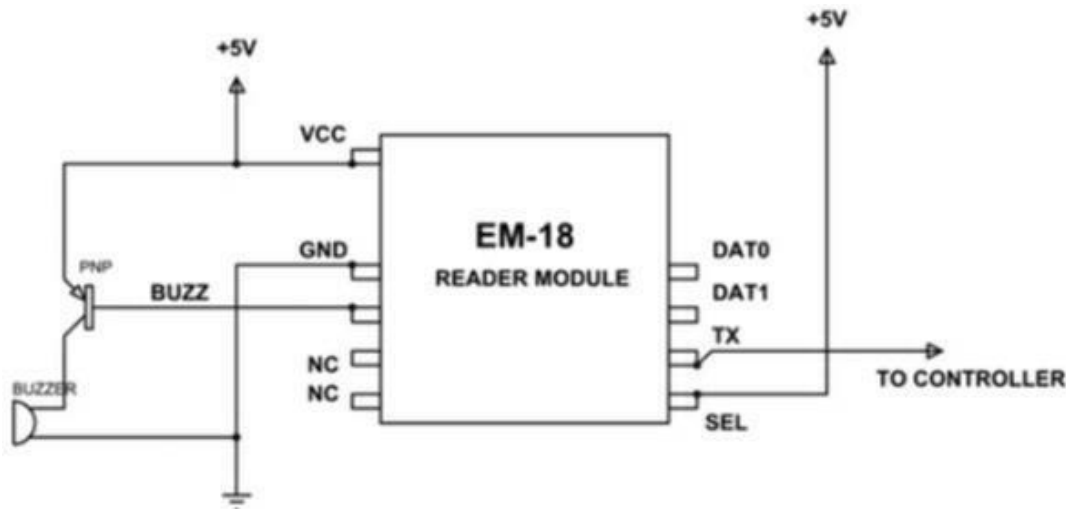 +5V
+5V
VCC
EM-18
READER MODULE
GND
DAT0
PNP
BUZZ
DAT1
TX
NC
TO CONTROLLER
BUZZER
NC
SEL